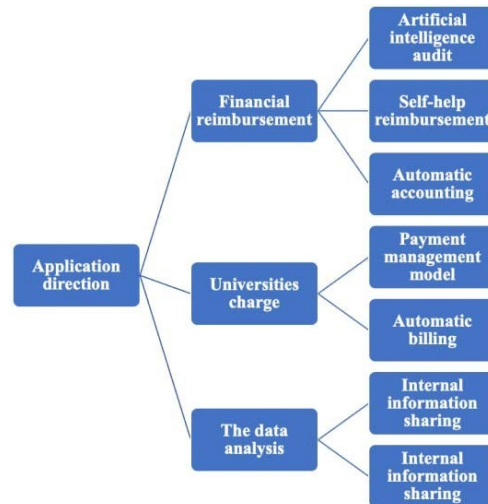 Artificial
intelligence
audit
Financial
reimbursement
Self-help
reimbursement
Automatic
accounting
Application
direction
Universities
charge
Payment
management
model
Automatic
billing
The data
analysis
Internal
information
sharing
Internal
information
sharing